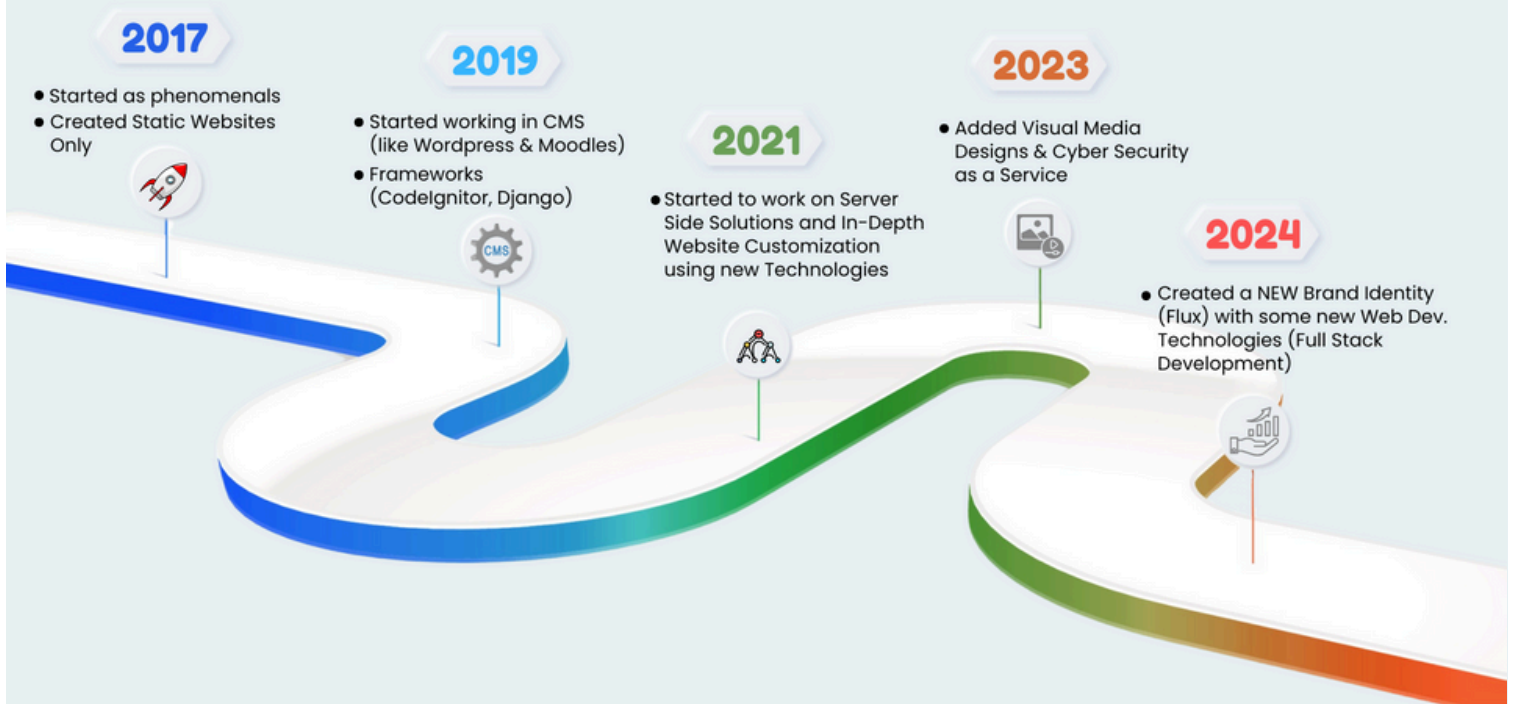 2017
● Started as phenomenals
● Created Static Websites
Only
2019
● Started working in CMS
(like Wordpress & Moodles)
● Frameworks
(CodeIgnitor, Django)
CMS
2021
● Started to work on Server
Side Solutions and In-Depth
Website Customization
using new Technologies
2023
● Added Visual Media
Designs & Cyber Security
as a Service
2024
● Created a NEW Brand Identity
(Flux) with some new Web Dev.
Technologies (Full Stack
Development)